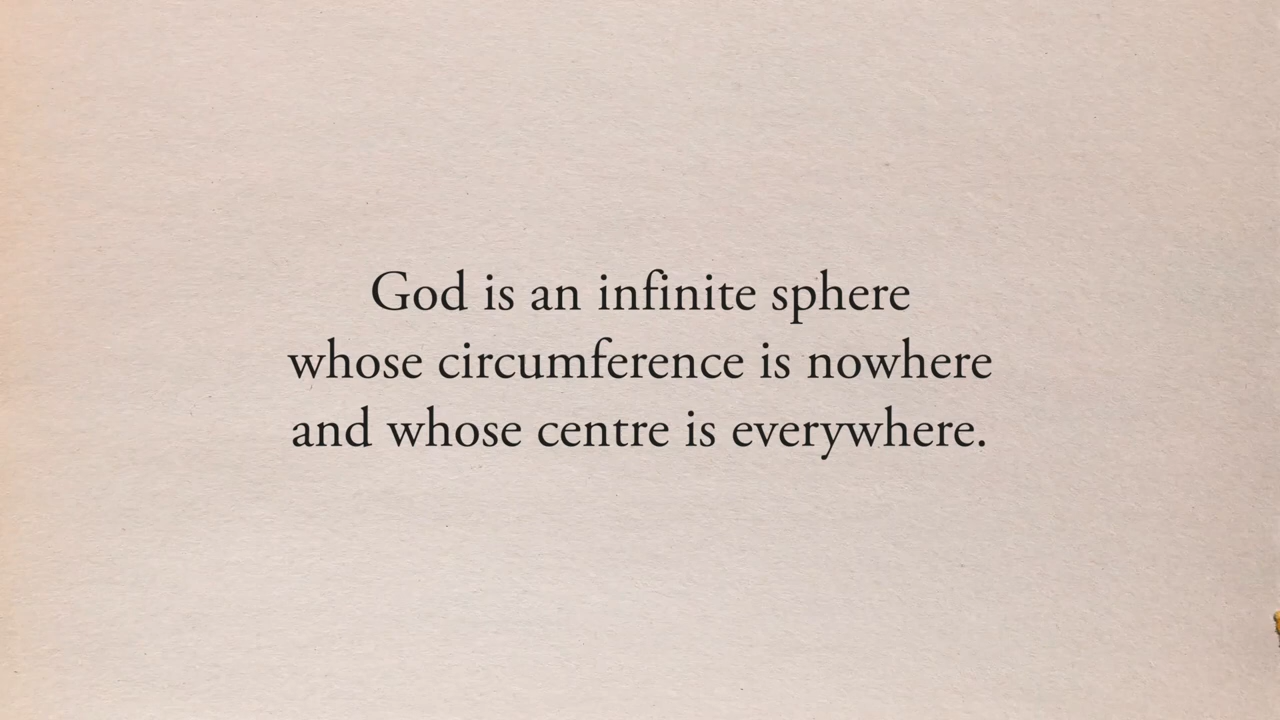 God is an infinite sphere
whose circumference is nowhere
and whose centre is everywhere.